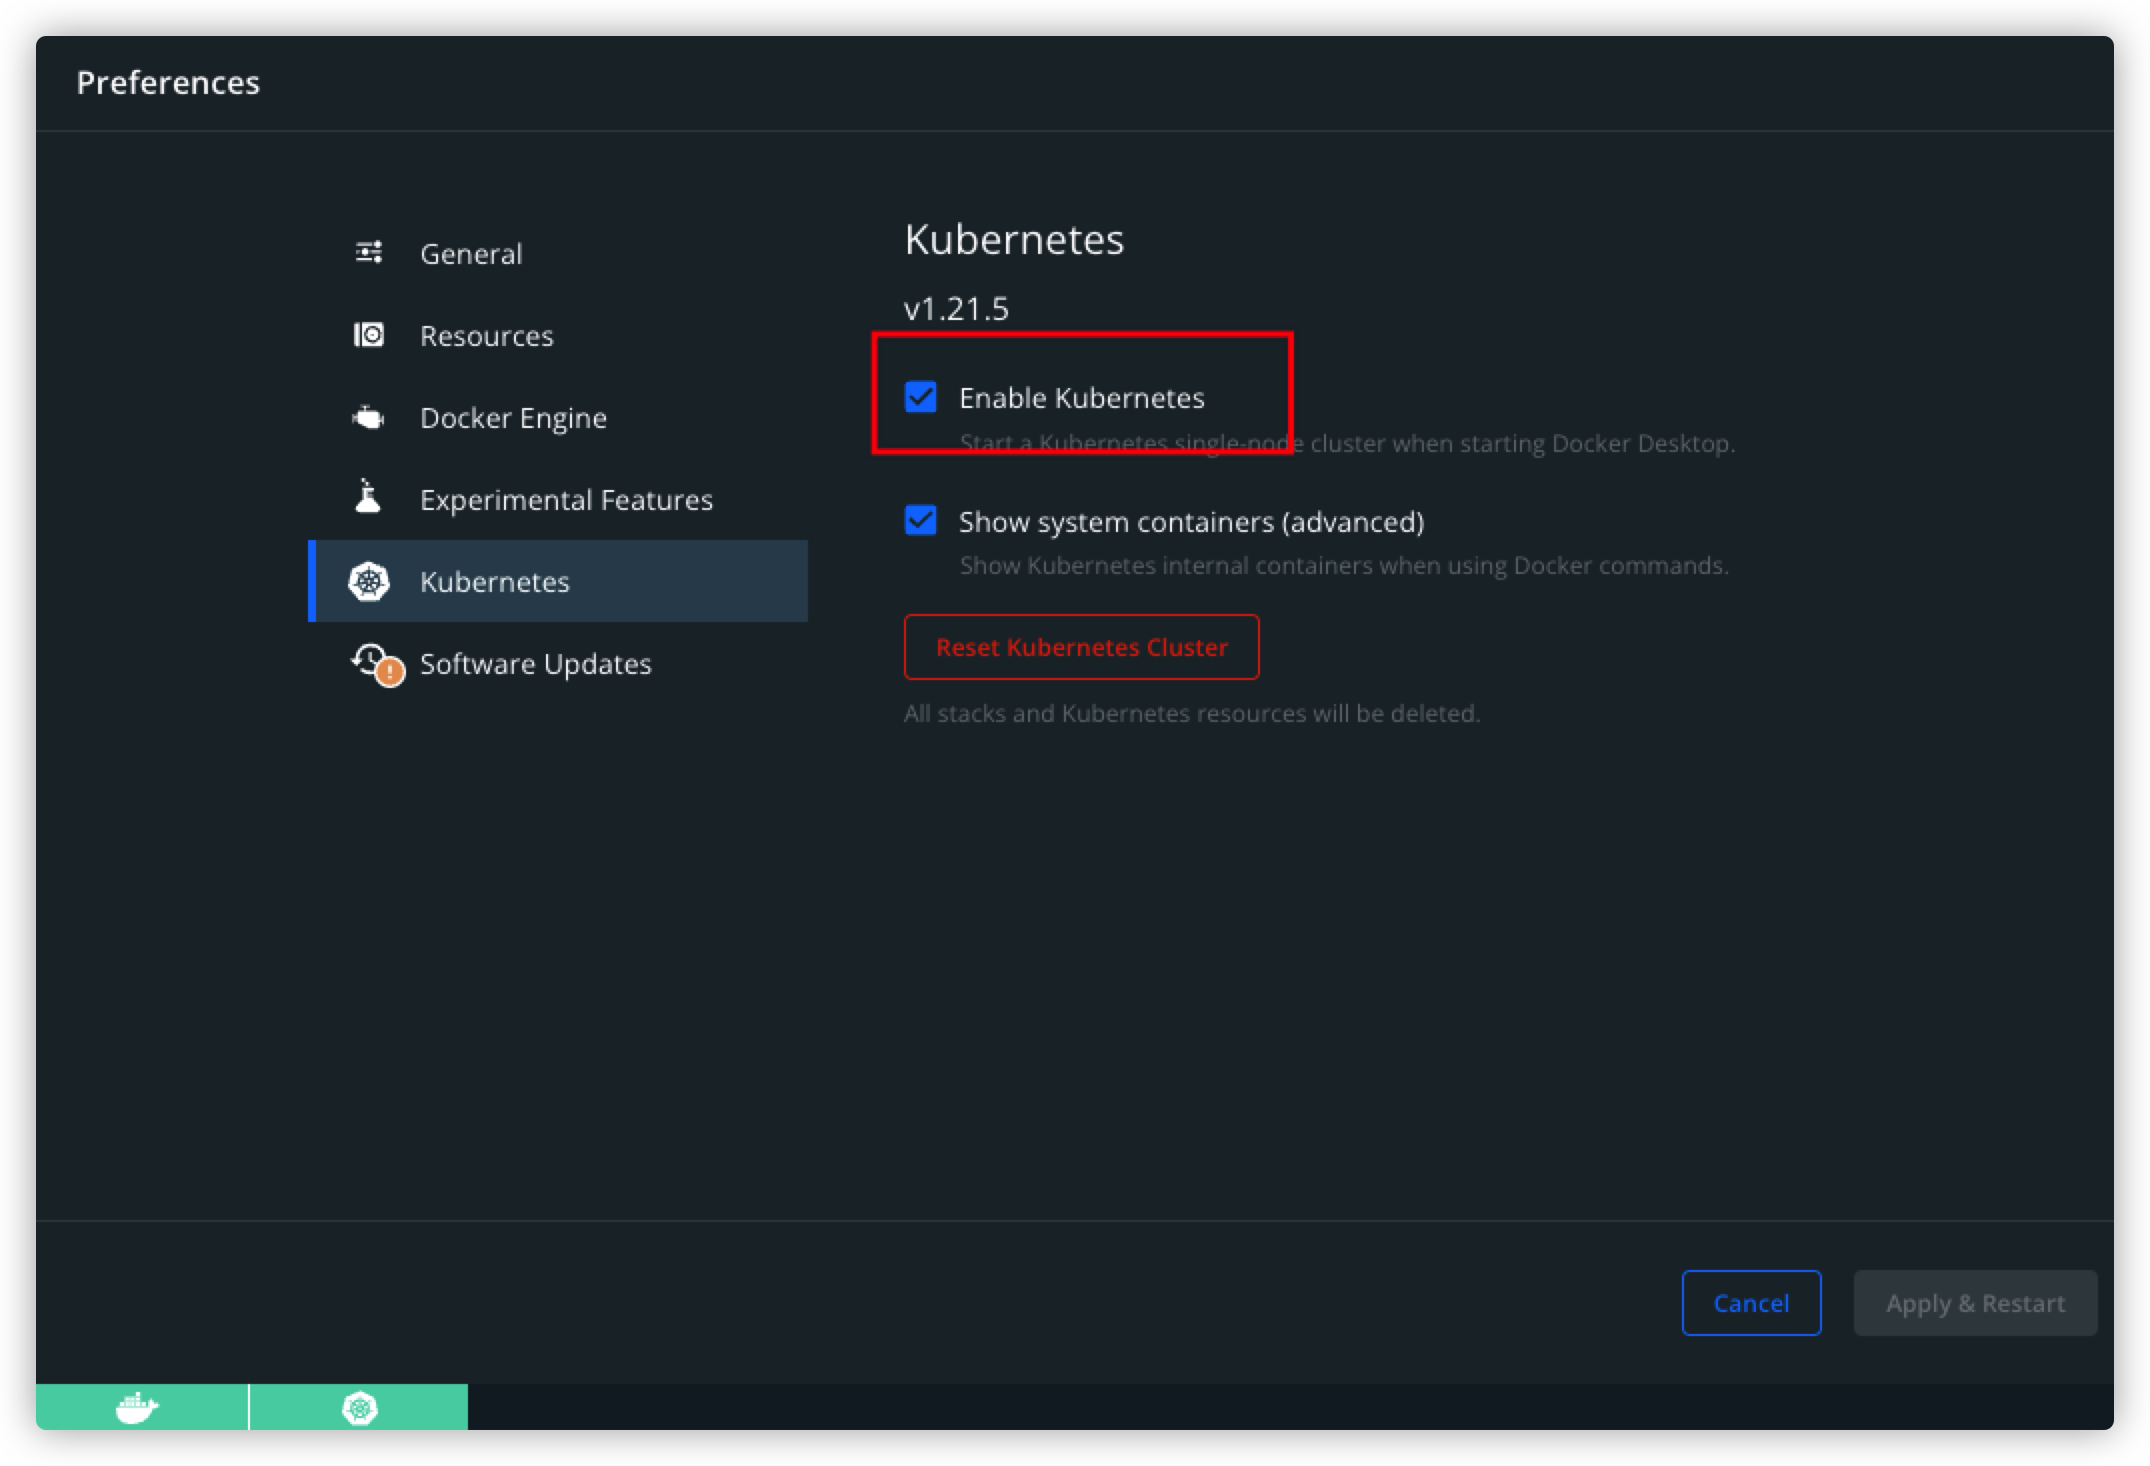 Preferences
General
Resources
Docker Engine
Experimental Features
Kubernetes
Software Updates
Kubernetes
v1.21.5
Enable Kubernetes
Start a Kubernetes single-node cluster when starting Docker Desktop.
Show system containers (advanced)
Show Kubernetes internal containers when using Docker commands.
Reset Kubernetes Cluster
All stacks and Kubernetes resources will be deleted.
Cancel
Apply & Restart